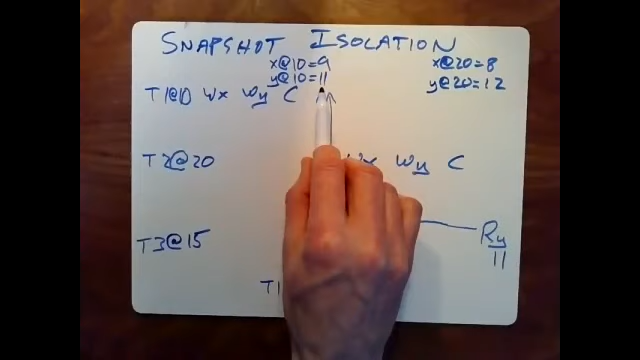 SNAPSHOT ISOLATION
x@10=9 x@20=8
y@10=11 y@20=12
T1@10 Wx Wy C
T2@20 Wy C
T3@15 Ry
11
T1